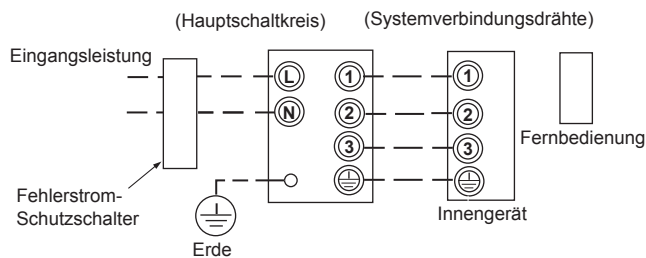 (Hauptschaltkreis)
(Systemverbindungsdrähte)
Eingangsleistung
L
1
1
N
2
2
3
3
Fernbedienung
Fehlerstrom-
Schutzschalter
Innengerät
Erde